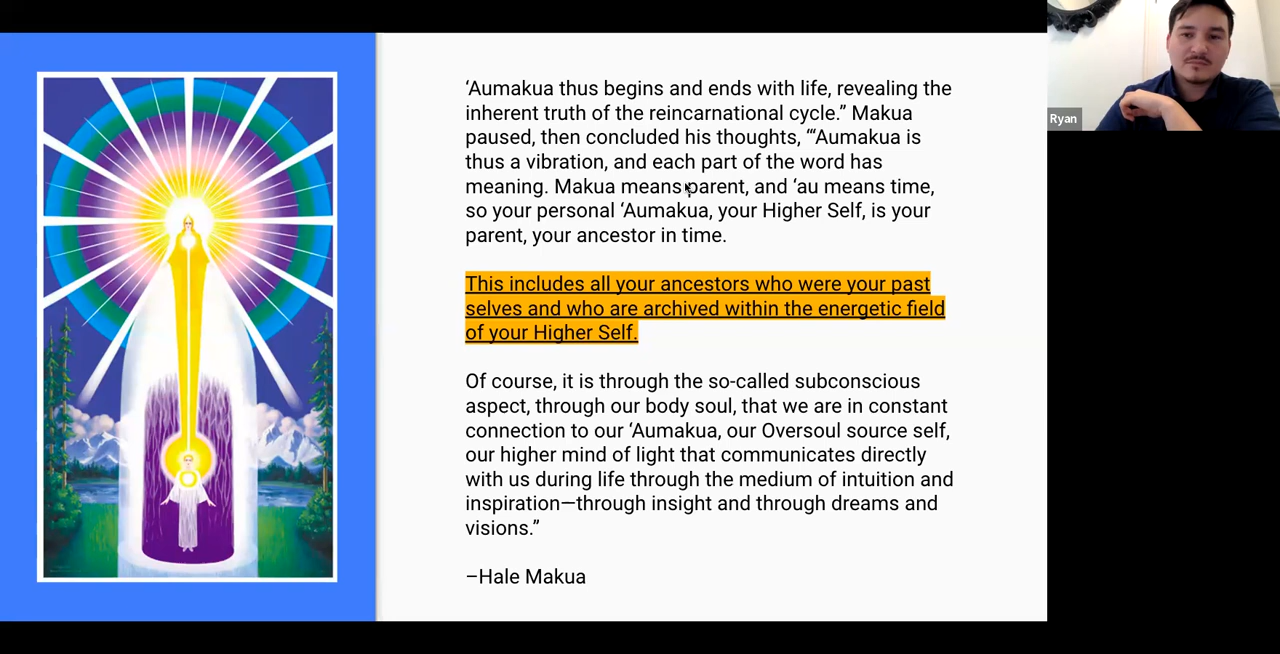 ‘Aumakua thus begins and ends with life, revealing the
inherent truth of the reincarnational cycle.” Makua
paused, then concluded his thoughts, “‘Aumakua is
thus a vibration, and each part of the word has
meaning. Makua means parent, and ‘au means time,
so your personal ‘Aumakua, your Higher Self, is your
parent, your ancestor in time.
This includes all your ancestors who were your past
selves and who are archived within the energetic field
of your Higher Self.
Of course, it is through the so-called subconscious
aspect, through our body soul, that we are in constant
connection to our ‘Aumakua, our Oversoul source self,
our higher mind of light that communicates directly
with us during life through the medium of intuition and
inspiration—through insight and through dreams and
visions.”
–Hale Makua
Ryan